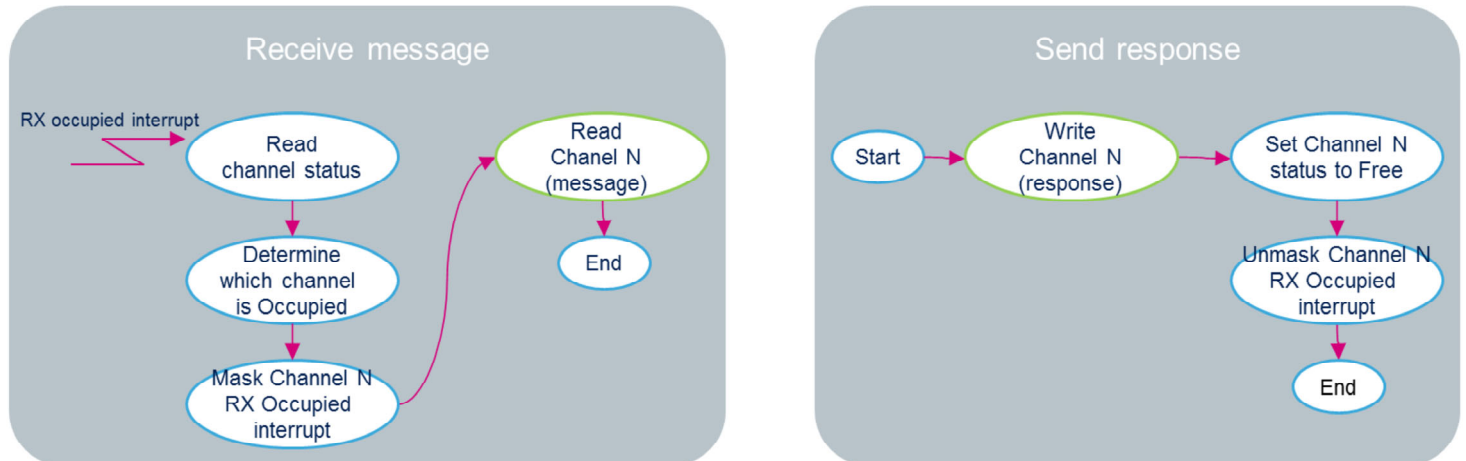 Receive message
RX occupied interrupt
Read
channel status
Determine
which channel
is Occupied
Mask Channel N
RX Occupied
interrupt
Read
Chanel N
(message)
End
Send response
Start
Write
Channel N
(response)
Set Channel N
status to Free
Unmask Channel N
RX Occupied
interrupt
End